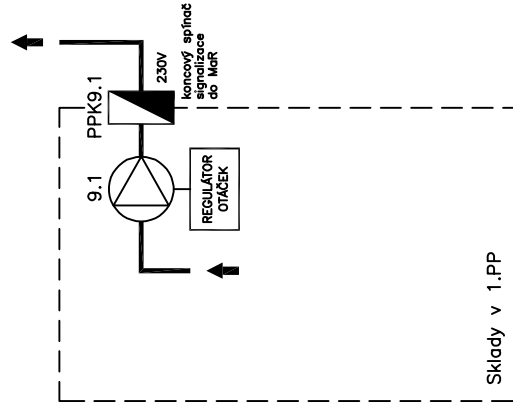 PPK9.1
230V
koncový spínač
signalizace
do MaR
9.1
REGULÁTOR
OTÁČEK
Sklady v 1.PP